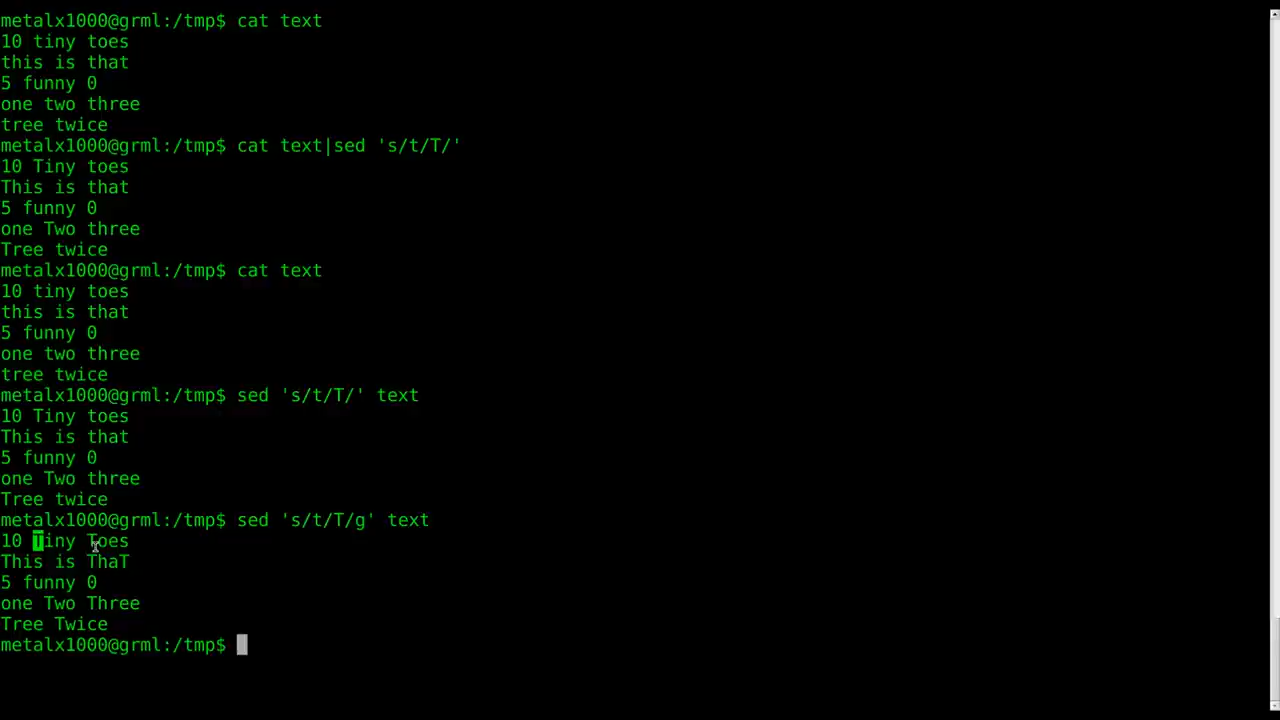 metalx1000@grml:/tmp$ cat text
10 tiny toes
this is that
5 funny 0
one two three
tree twice
metalx1000@grml:/tmp$ cat text|sed 's/t/T/'
10 Tiny toes
This is that
5 funny 0
one Two three
Tree twice
metalx1000@grml:/tmp$ cat text
10 tiny toes
this is that
5 funny 0
one two three
tree twice
metalx1000@grml:/tmp$ sed 's/t/T/' text
10 Tiny toes
This is that
5 funny 0
one Two three
Tree twice
metalx1000@grml:/tmp$ sed 's/t/T/g' text
10 Tiny Toes
This is ThaT
5 funny 0
one Two Three
Tree Twice
metalx1000@grml:/tmp$